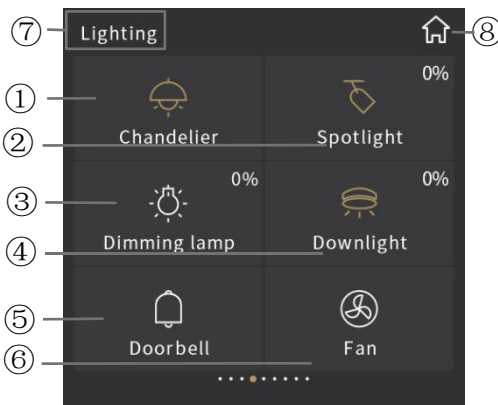 ⑦ Lighting ⑧
① 0%
② Chandelier Spotlight
③ 0% 0%
④ Dimming lamp Downlight
⑤
Doorbell Fan
⑥